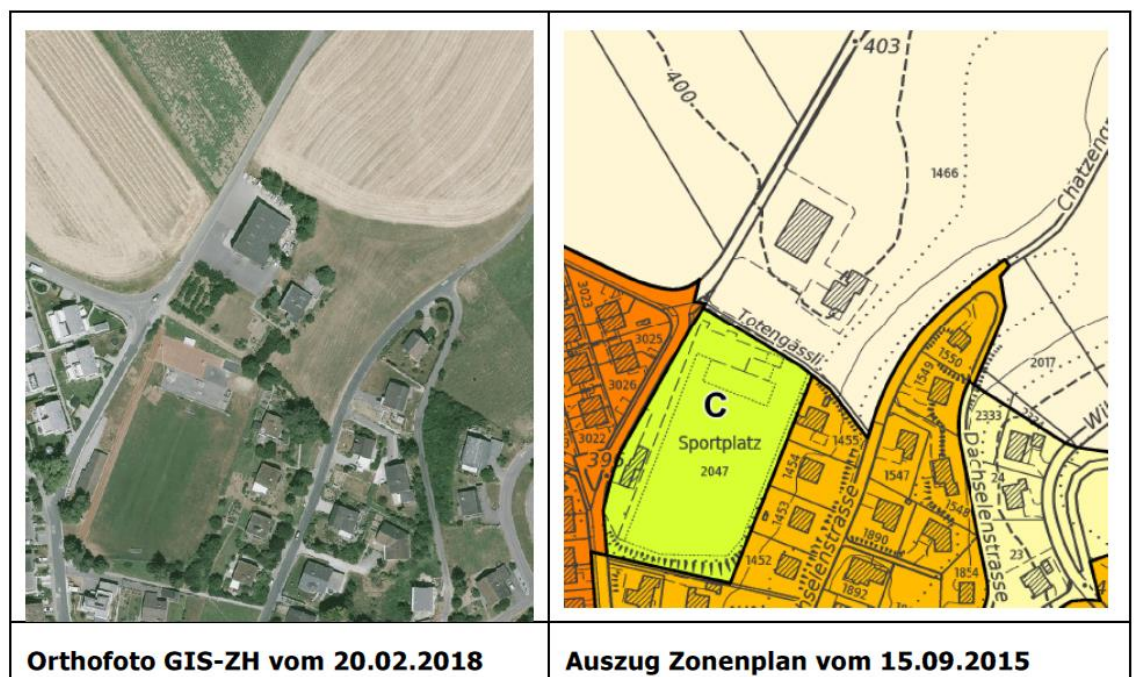 403
400
1466
Chatzengr
3023
3025
3026
3022
Totengässli
C
Sportplatz
2047
1455
1454
1453
1452
1550
1549
1547
1548
1890
1892
1854
2333
2017
24
23
Dachselenstrasse
Dachselenstrasse
Orthofoto GIS-ZH vom 20.02.2018
Auszug Zonenplan vom 15.09.2015